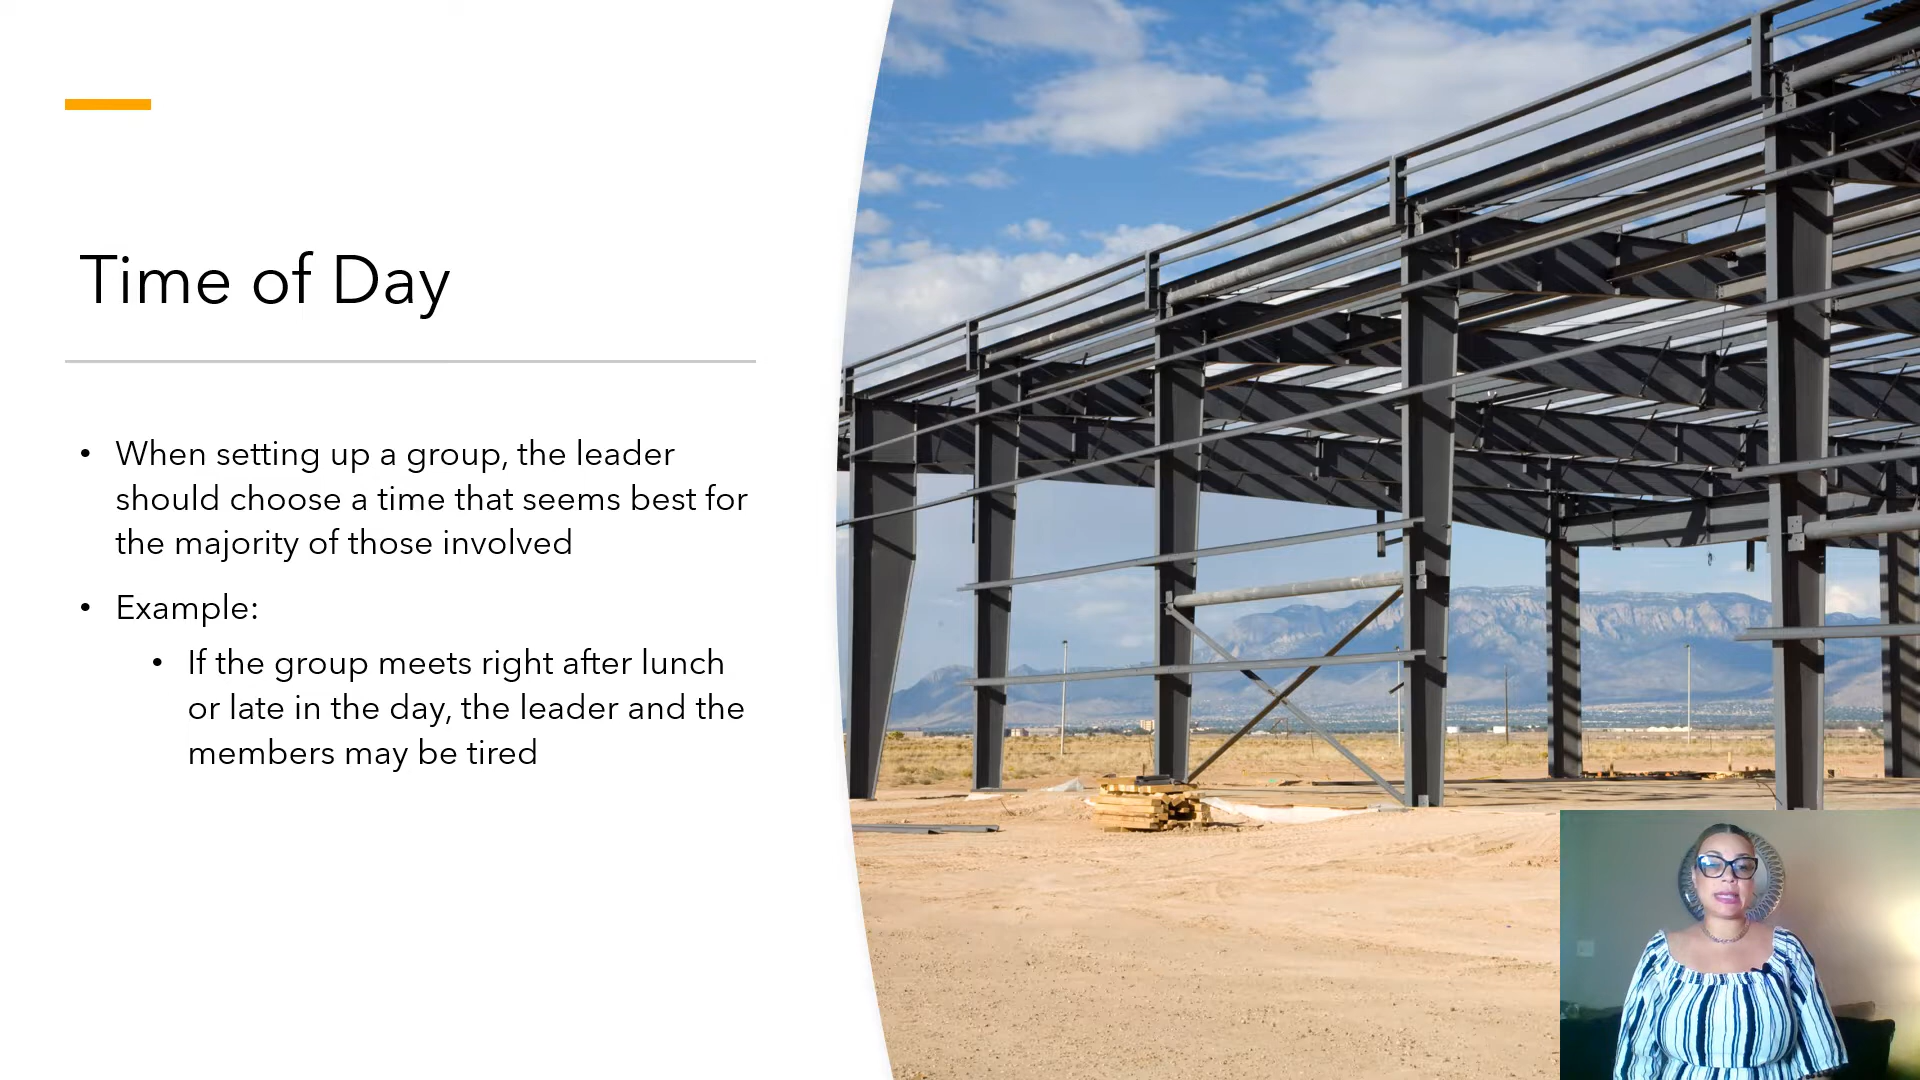 Time of Day
• When setting up a group, the leader
should choose a time that seems best for
the majority of those involved
• Example:
• If the group meets right after lunch
or late in the day, the leader and the
members may be tired